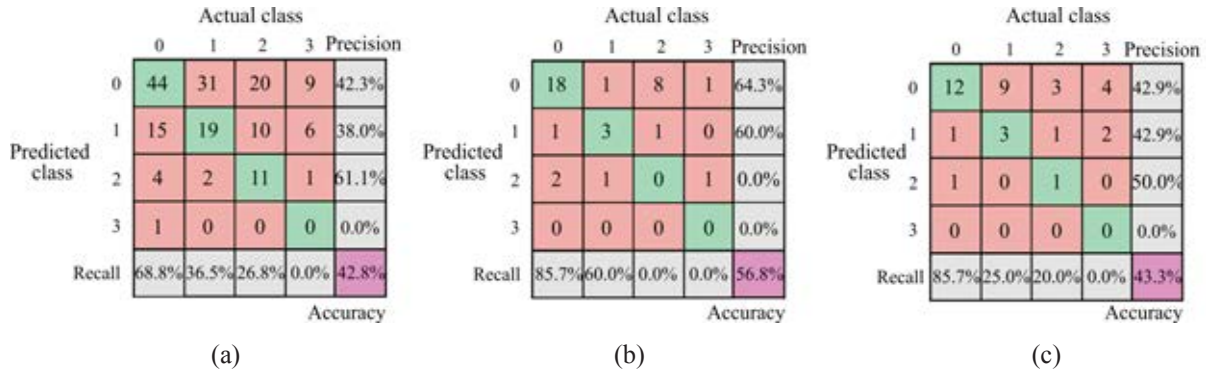 Actual class
0 1 2 3 Precision
0 44 31 20 9 42.3%
1 15 19 10 6 38.0%
Predicted class
2 4 2 11 1 61.1%
3 1 0 0 0 0.0%
Recall 68.8% 36.5% 26.8% 0.0% 42.8%
Accuracy
(a)
Actual class
0 1 2 3 Precision
0 18 1 8 1 64.3%
1 1 3 1 0 60.0%
Predicted class
2 2 1 0 1 0.0%
3 0 0 0 0 0.0%
Recall 85.7% 60.0% 0.0% 0.0% 56.8%
Accuracy
(b)
Actual class
0 1 2 3 Precision
0 12 9 3 4 42.9%
1 1 3 1 2 42.9%
Predicted class
2 1 0 1 0 50.0%
3 0 0 0 0 0.0%
Recall 85.7% 25.0% 20.0% 0.0% 43.3%
Accuracy
(c)